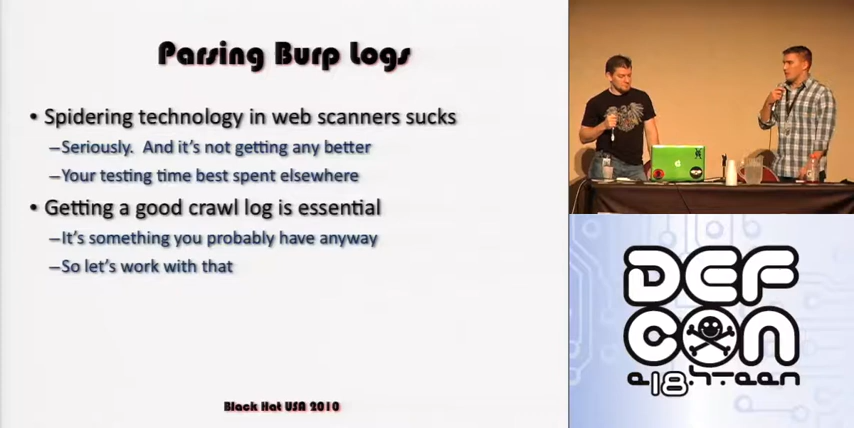 Parsing Burp Logs
• Spidering technology in web scanners sucks
–Seriously. And it's not getting any better
–Your testing time best spent elsewhere
• Getting a good crawl log is essential
–It's something you probably have anyway
–So let's work with that
Black Hat USA 2010
DEF
CON
e18h-teen